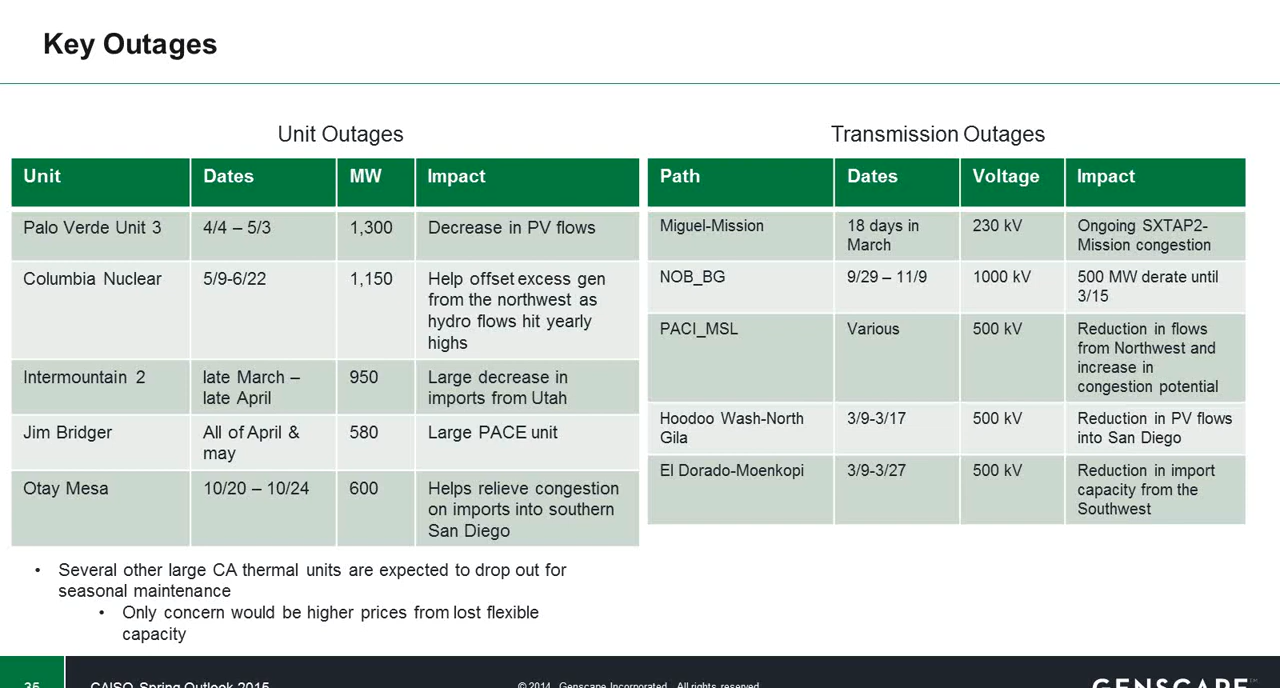 Key Outages
Unit Outages
Unit Dates MW Impact
Palo Verde Unit 3 4/4 – 5/3 1,300 Decrease in PV flows
Columbia Nuclear 5/9-6/22 1,150 Help offset excess gen
from the northwest as
hydro flows hit yearly
highs
Intermountain 2 late March – 950 Large decrease in
late April imports from Utah
Jim Bridger All of April & 580 Large PACE unit
may
Otay Mesa 10/20 – 10/24 600 Helps relieve congestion
on imports into southern
San Diego
Transmission Outages
Path Dates Voltage Impact
Miguel-Mission 18 days in 230 kV Ongoing SXTAP2-
March Mission congestion
NOB_BG 9/29 – 11/9 1000 kV 500 MW derate until
3/15
PACI_MSL Various 500 kV Reduction in flows
from Northwest and
increase in
congestion potential
Hoodoo Wash-North 3/9-3/17 500 kV Reduction in PV flows
Gila into San Diego
El Dorado-Moenkopi 3/9-3/27 500 kV Reduction in import
capacity from the
Southwest
• Several other large CA thermal units are expected to drop out for
seasonal maintenance
• Only concern would be higher prices from lost flexible
capacity
35 CAISO Spring Outlook 2015 © 2014 Genscape Incorporated. All rights reserved GENSCAPE™